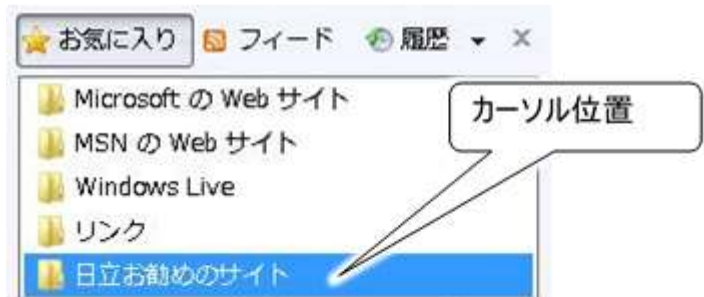 お気に入り フィード 履歴
Microsoft の Web サイト
カーソル位置
MSN の Web サイト
Windows Live
リンク
日立お勧めのサイト